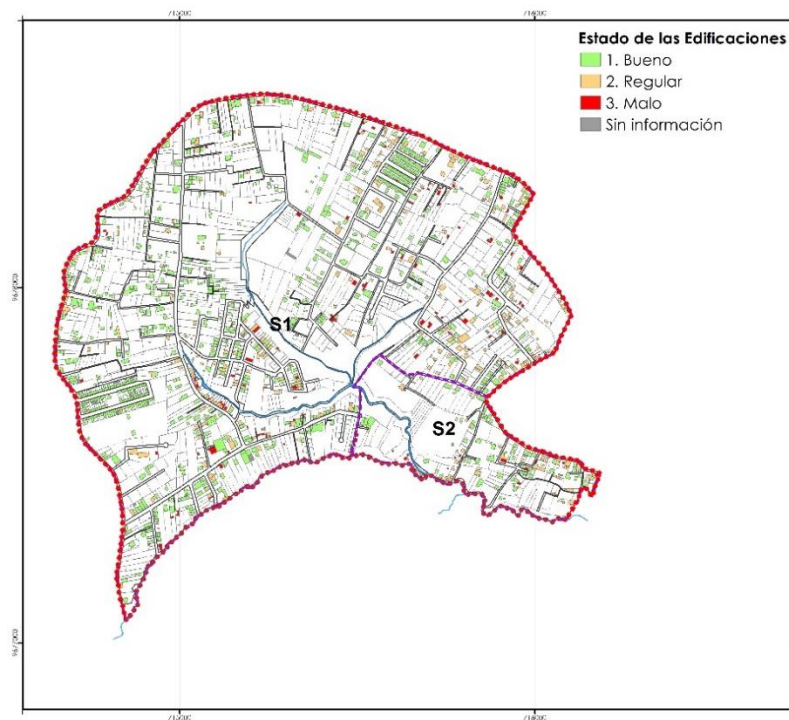 Estado de las Edificaciones
1. Bueno
2. Regular
3. Malo
Sin información
S1
S2